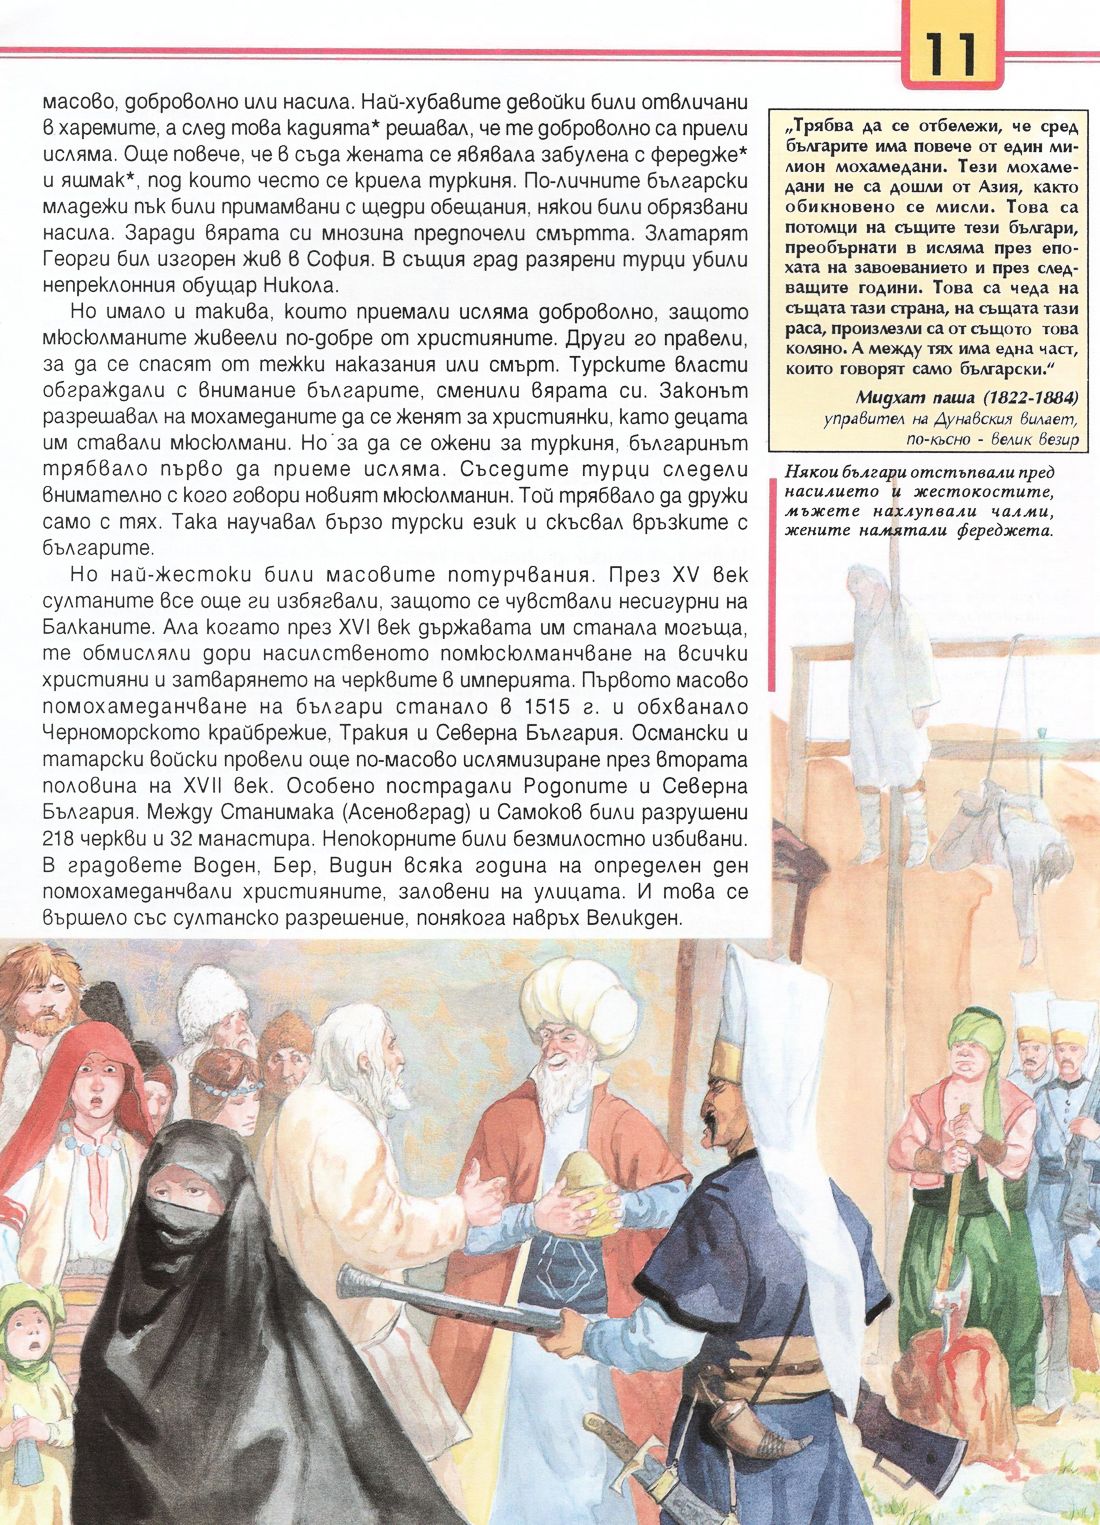 11
масово, доброволно или насила. Най-хубавите девойки били отвличани
в харемите, а след това кадията* решавал, че те доброволно са приели
исляма. Още повече, че в съда жената се явявала забулена с фередже*
и яшмак*, под които често се криела туркиня. По-личните български
младежи пък били примамвани с щедри обещания, някои били обрязвани
насила. Заради вярата си мнозина предпочели смъртта. Златарят
Георги бил изгорен жив в София. В същия град разярени турци убили
непреклонния обущар Никола.
Но имало и такива, които приемали исляма доброволно, защото
мюсюлманите живеели по-добре от християните. Други го правели,
за да се спасят от тежки наказания или смърт. Турските власти
обграждали с внимание българите, сменили вярата си. Законът
разрешавал на мохамеданите да се женят за християнки, като децата
им ставали мюсюлмани. Но за да се ожени за туркиня, българинът
трябвало първо да приеме исляма. Съседите турци следели
внимателно с кого говори новият мюсюлманин. Той трябвало да дружи
само с тях. Така научавал бързо турски език и скъсвал връзките с
българите.
Но най-жестоки били масовите потурчвания. През XV век
султаните все още ги избягвали, защото се чувствали несигурни на
Балканите. Ала когато през XVI век държавата им станала могъща,
те обмисляли дори насилственото помюсюлманчване на всички
християни и затварянето на черквите в империята. Първото масово
помохамеданчване на българи станало в 1515 г. и обхванало
Черноморското крайбрежие, Тракия и Северна България. Османски и
татарски войски провели още по-масово ислямизиране през втората
половина на XVII век. Особено пострадали Родопите и Северна
България. Между Станимака (Асеновград) и Самоков били разрушени
218 черкви и 32 манастира. Непокорните били безмилостно избивани.
В градовете Воден, Бер, Видин всяка година на определен ден
помохамеданчвали християните, заловени на улицата. И това се
вършело със султанско разрешение, понякога навръх Великден.
„Трябва да се отбележи, че сред
българите има повече от един ми-
лион мохамедани. Тези мохаме-
дани не са дошли от Азия, както
обикновено се мисли. Това са
потомци на същите тези българи,
преобърнати в исляма през епо-
хата на завоеванието и през след-
ващите години. Това са чеда на
същата тази страна, на същата тази
раса, произлезли са от същото това
коляно. А между тях има една част,
които говорят само български.“
Мидхат паша (1822-1884)
управител на Дунавския вилает,
по-късно - велик везир
Някои българи отстъпвали пред
насилието и жестокостите,
мъжете нахлупвали чалми,
жените намятали фереджета.